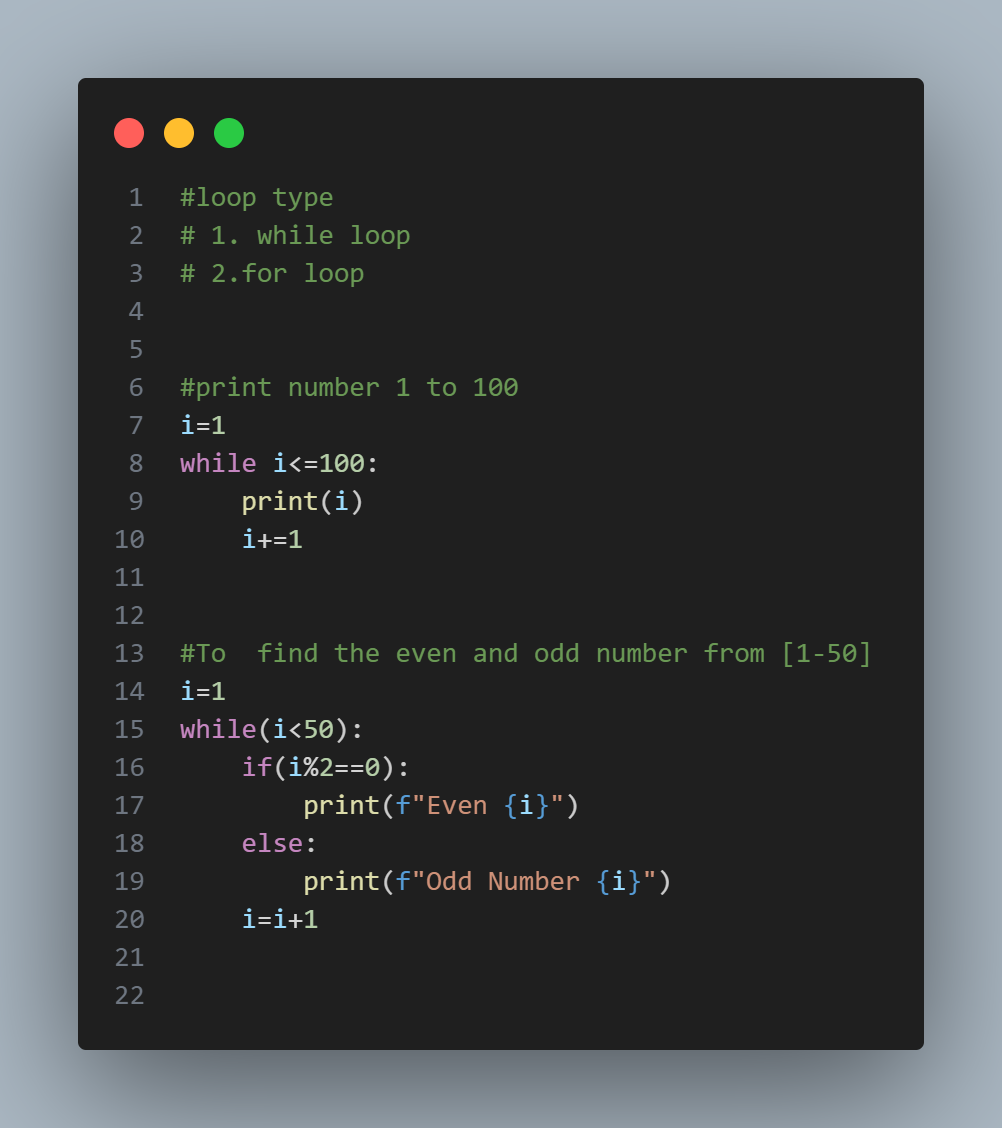 1 #loop type
2 # 1. while loop
3 # 2.for loop
4
5
6 #print number 1 to 100
7 i=1
8 while i<=100:
9     print(i)
10     i+=1
11
12
13 #To  find the even and odd number from [1-50]
14 i=1
15 while(i<50):
16     if(i%2==0):
17         print(f"Even {i}")
18     else:
19         print(f"Odd Number {i}")
20     i=i+1
21
22